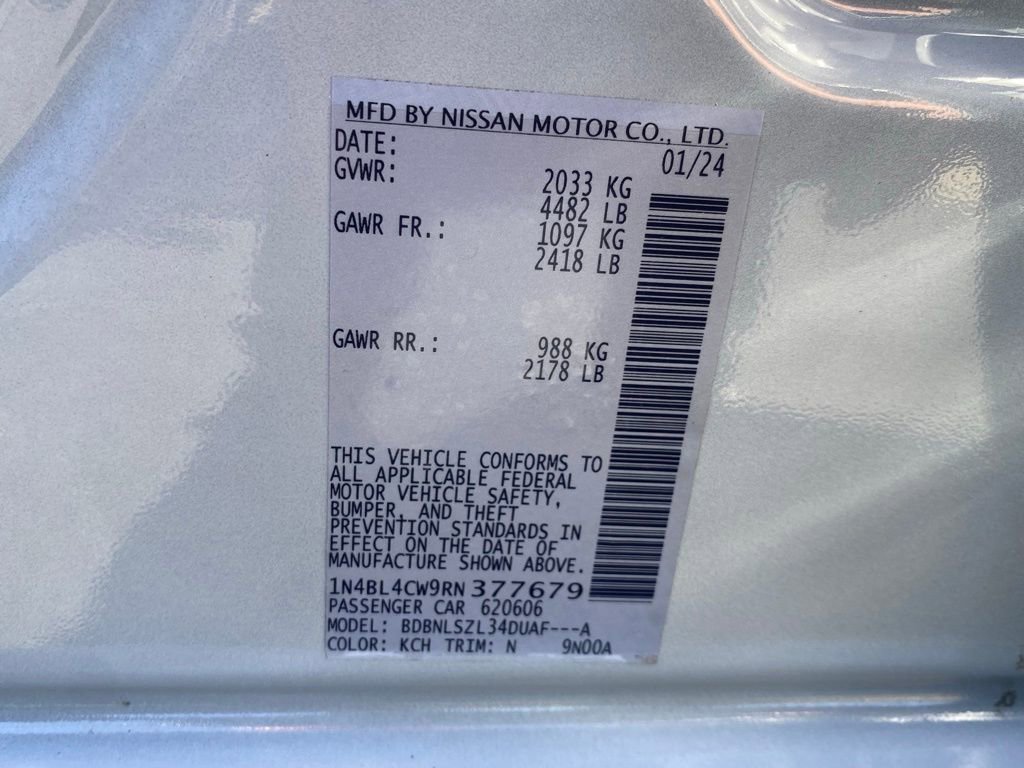 MFD BY NISSAN MOTOR CO., LTD.
DATE: 01/24
GVWR: 2033 KG
4482 LB
GAWR FR.: 1097 KG
2418 LB
GAWR RR.: 988 KG
2178 LB
THIS VEHICLE CONFORMS TO
ALL APPLICABLE FEDERAL
MOTOR VEHICLE SAFETY,
BUMPER, AND THEFT
PREVENTION STANDARDS IN
EFFECT ON THE DATE OF
MANUFACTURE SHOWN ABOVE.
1N4BL4CW9RN377679
PASSENGER CAR 620606
MODEL: BDBNLSZL34DUAF---A
COLOR: KCH TRIM: N 9N00A